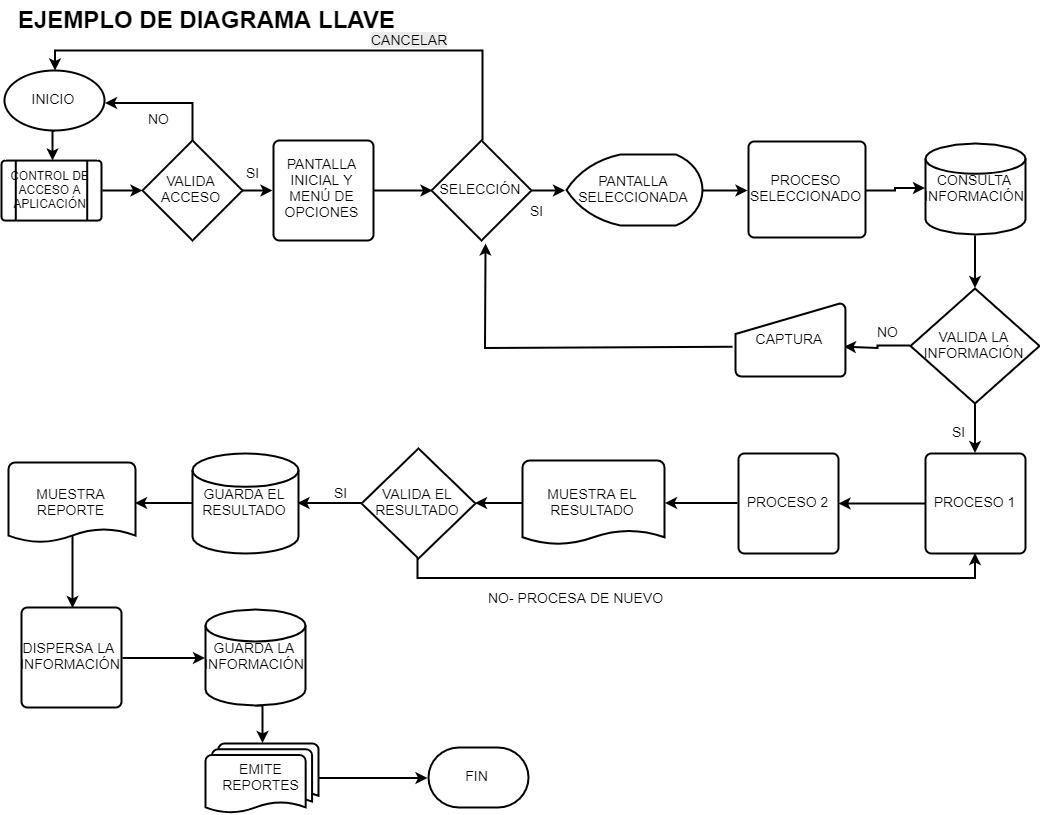 EJEMPLO DE DIAGRAMA LLAVE
CANCELAR
INICIO
NO
CONTROL DE
ACCESO A
APLICACIÓN
VALIDA
ACCESO
SI
PANTALLA
INICIAL Y
MENÚ DE
OPCIONES
SELECCIÓN
SI
PANTALLA
SELECCIONADA
PROCESO
SELECCIONADO
CONSULTA
INFORMACIÓN
VALIDA LA
INFORMACIÓN
NO
CAPTURA
SI
PROCESO 1
PROCESO 2
MUESTRA EL
RESULTADO
VALIDA EL
RESULTADO
SI
GUARDA EL
RESULTADO
MUESTRA
REPORTE
NO- PROCESA DE NUEVO
DISPERSA LA
INFORMACIÓN
GUARDA LA
INFORMACIÓN
EMITE
REPORTES
FIN